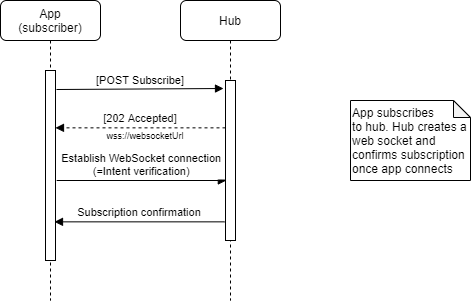 App
(subscriber)
Hub
[POST Subscribe]
[202 Accepted]
wss://websocketUrl
Establish WebSocket connection
(=Intent verification)
Subscription confirmation
App subscribes
to hub. Hub creates a
web socket and
confirms subscription
once app connects